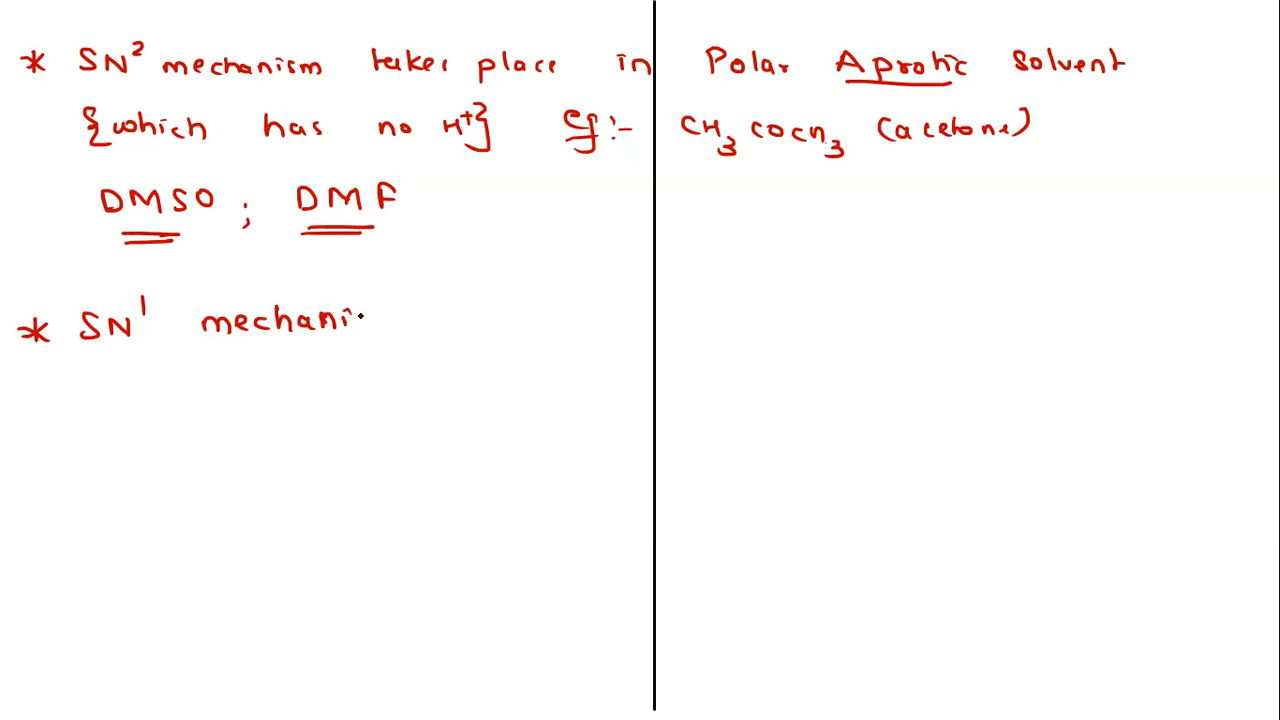 * SN² mechanism takes place in Polar Aprotic Solvent
{which has no H⁺} eg:- CH₃COCH₃ (acetone)
DMSO ; DMF
* SN¹ mechani